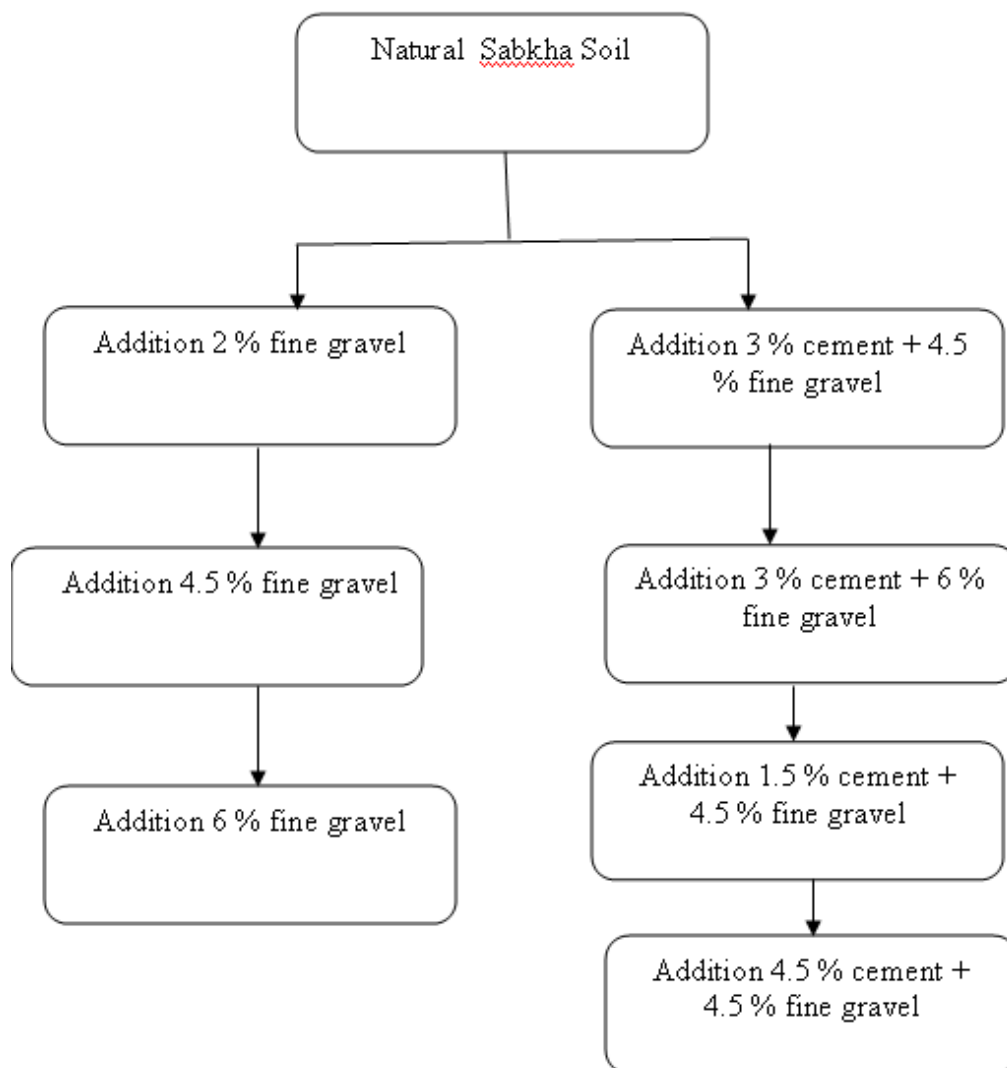 Natural Sabkha Soil
Addition 2 % fine gravel
Addition 4.5 % fine gravel
Addition 6 % fine gravel
Addition 3 % cement + 4.5
% fine gravel
Addition 3 % cement + 6 %
fine gravel
Addition 1.5 % cement +
4.5 % fine gravel
Addition 4.5 % cement +
4.5 % fine gravel